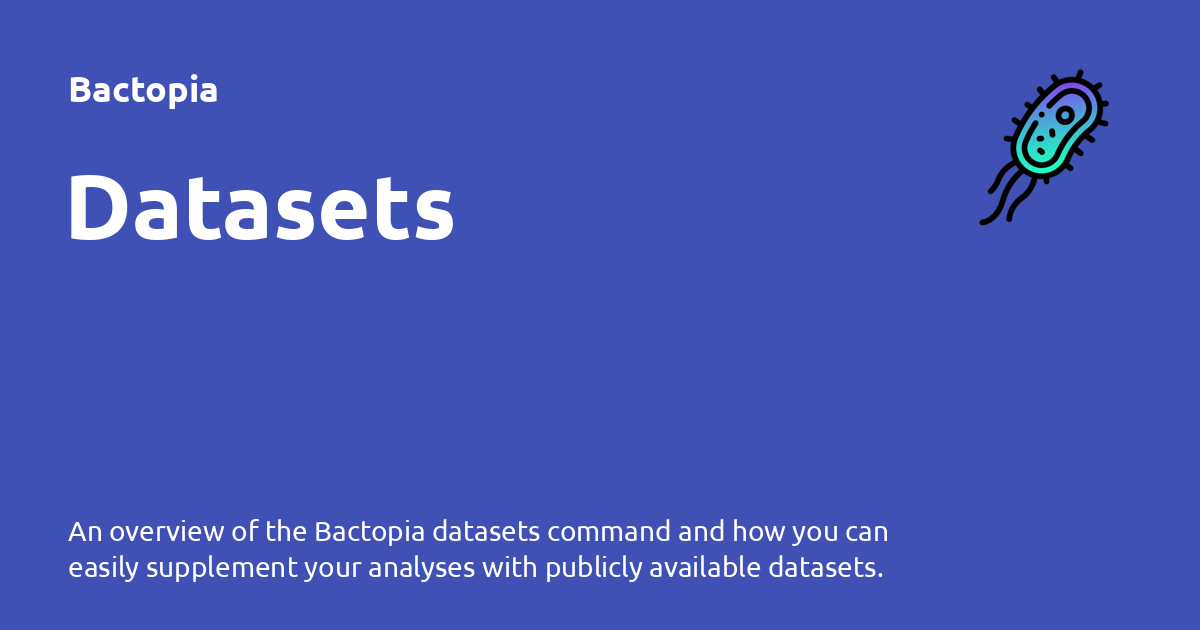 Bactopia
Datasets
An overview of the Bactopia datasets command and how you can
easily supplement your analyses with publicly available datasets.